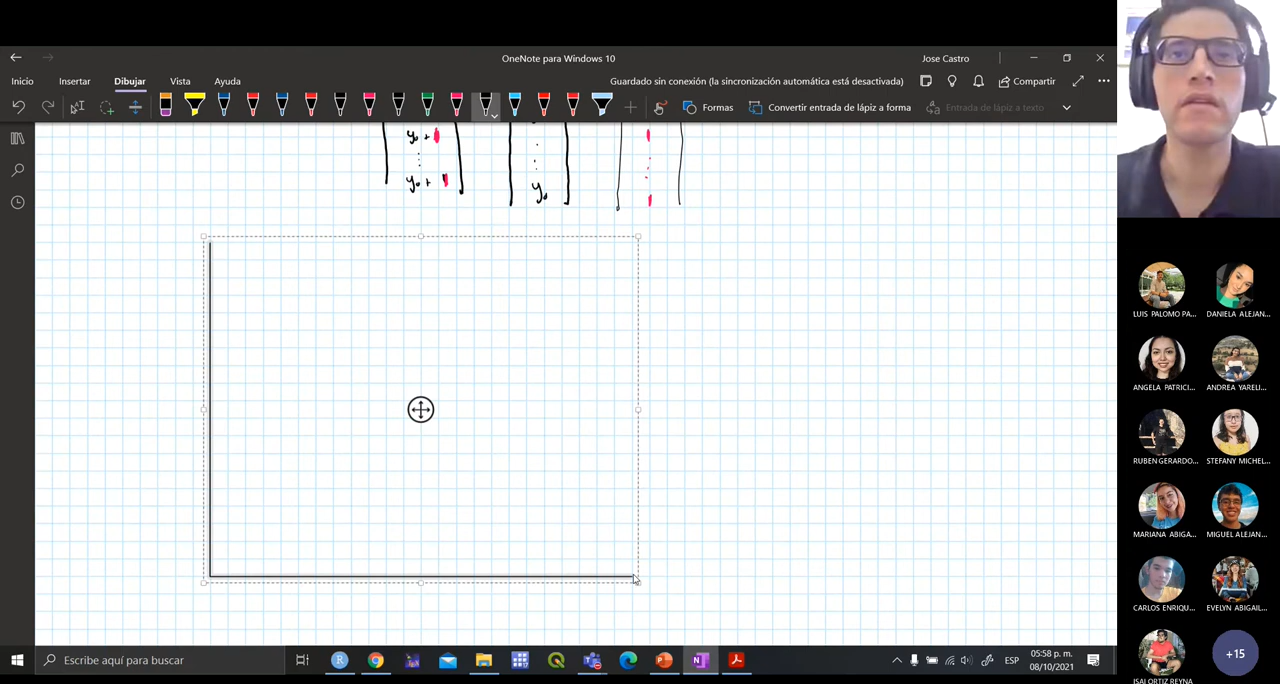 OneNote para Windows 10
Jose Castro
Inicio
Insertar
Dibujar
Vista
Ayuda
Guardado sin conexión (la sincronización automática está desactivada)
Compartir
Formas
Convertir entrada de lápiz a forma
Entrada de lápiz a texto
y₀ +
y₀ +
y₀
LUIS PALOMO PA...
DANIELA ALEJAN...
ANGELA PATRICI...
ANDREA YARELI...
RUBEN GERARDO...
STEFANY MICHEL...
MARIANA ABIGA...
MIGUEL ALEJAN...
CARLOS ENRIQU...
EVELYN ABIGAIL...
ISAI ORTIZ REYNA
+15
Escribe aquí para buscar
ESP
05:58 p. m.
08/10/2021